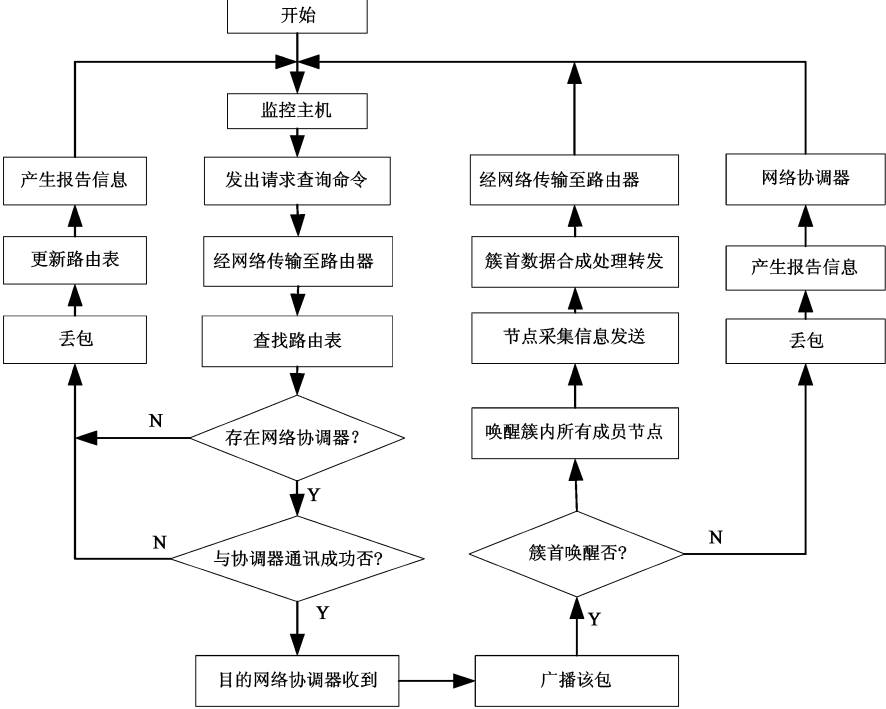 开始
监控主机
发出请求查询命令
经网络传输至路由器
查找路由表
存在网络协调器?
N
Y
与协调器通讯成功否?
N
Y
目的网络协调器收到
丢包
更新路由表
产生报告信息
广播该包
Y
簇首唤醒否?
N
唤醒簇内所有成员节点
节点采集信息发送
簇首数据合成处理转发
经网络传输至路由器
丢包
产生报告信息
网络协调器